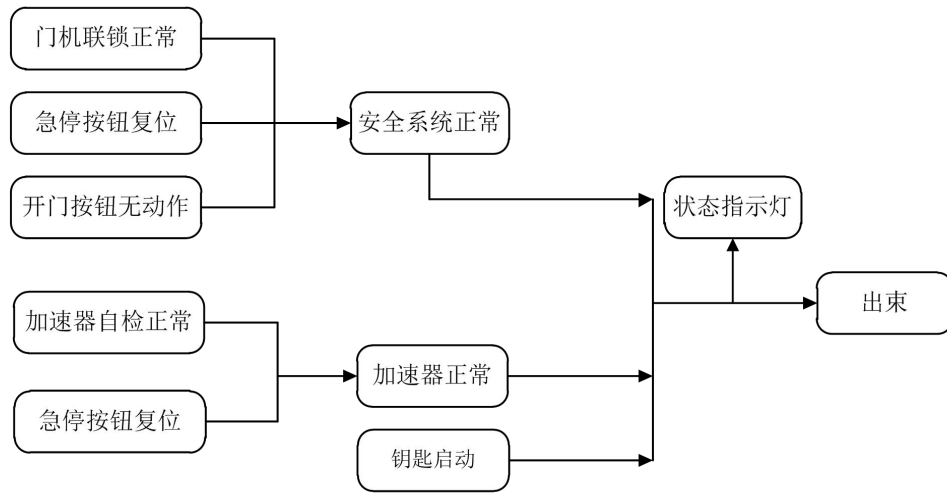 门机联锁正常
急停按钮复位
开门按钮无动作
安全系统正常
状态指示灯
出束
加速器自检正常
急停按钮复位
加速器正常
钥匙启动